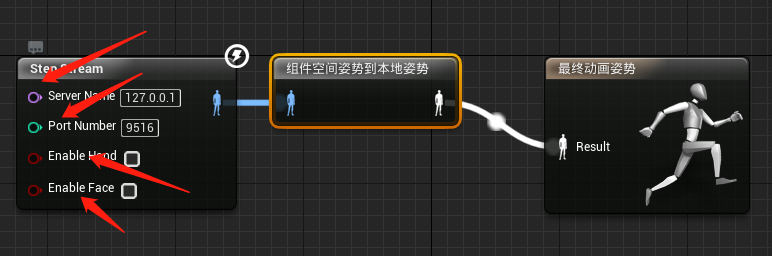 Step Stream
Server Name 127.0.0.1
Port Number 9516
Enable Hand
Enable Face
组件空间姿势到本地姿势
最终动画姿势
Result